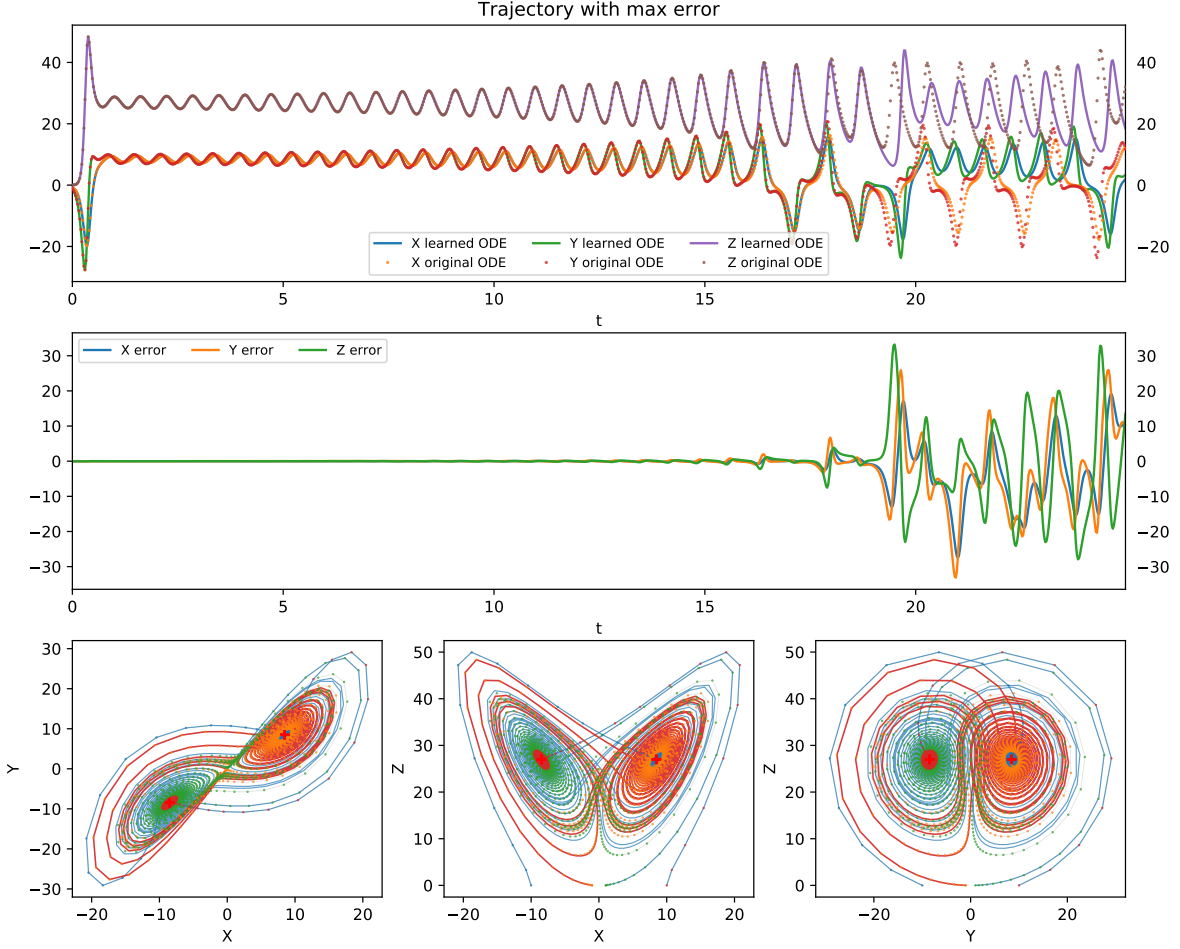 Trajectory with max error
40 40
20 20
0 0
−20 −20
X learned ODE Y learned ODE Z learned ODE
X original ODE Y original ODE Z original ODE
0 5 10 15 20
t
X error Y error Z error
30 30
20 20
10 10
0 0
−10 −10
−20 −20
−30 −30
0 5 10 15 20
t
Y
30
20
10
0
−10
−20
−30
−20 −10 0 10 20
X
Z
50
40
30
20
10
0
−20 −10 0 10 20
X
Z
50
40
30
20
10
0
−20 0 20
Y